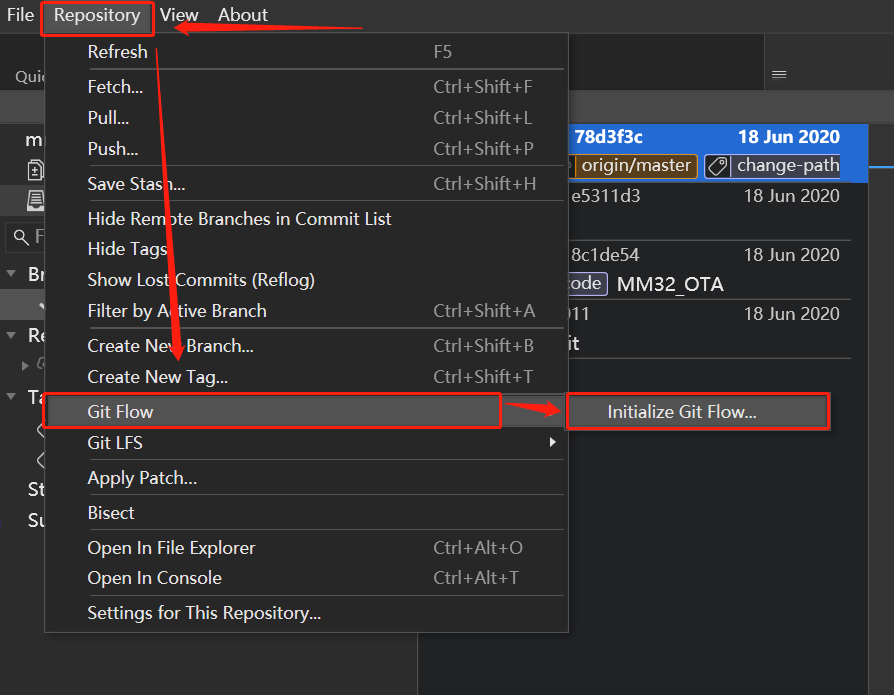 File Repository View About
Refresh F5
Fetch... Ctrl+Shift+F
Pull... Ctrl+Shift+L
Push... Ctrl+Shift+P
Save Stash... Ctrl+Shift+H
Hide Remote Branches in Commit List
Hide Tags
Show Lost Commits (Reflog)
Filter by Active Branch Ctrl+Shift+A
Create New Branch... Ctrl+Shift+B
Create New Tag... Ctrl+Shift+T
Git Flow
Initialize Git Flow...
Git LFS
Apply Patch...
Bisect
Open In File Explorer Ctrl+Alt+O
Open In Console Ctrl+Alt+T
Settings for This Repository...
78d3f3c 18 Jun 2020
origin/master change-path
e5311d3 18 Jun 2020
8c1de54 18 Jun 2020
ode MM32_OTA
011 18 Jun 2020
it
Quic
m
F
Br
Re
Ta
St
Su